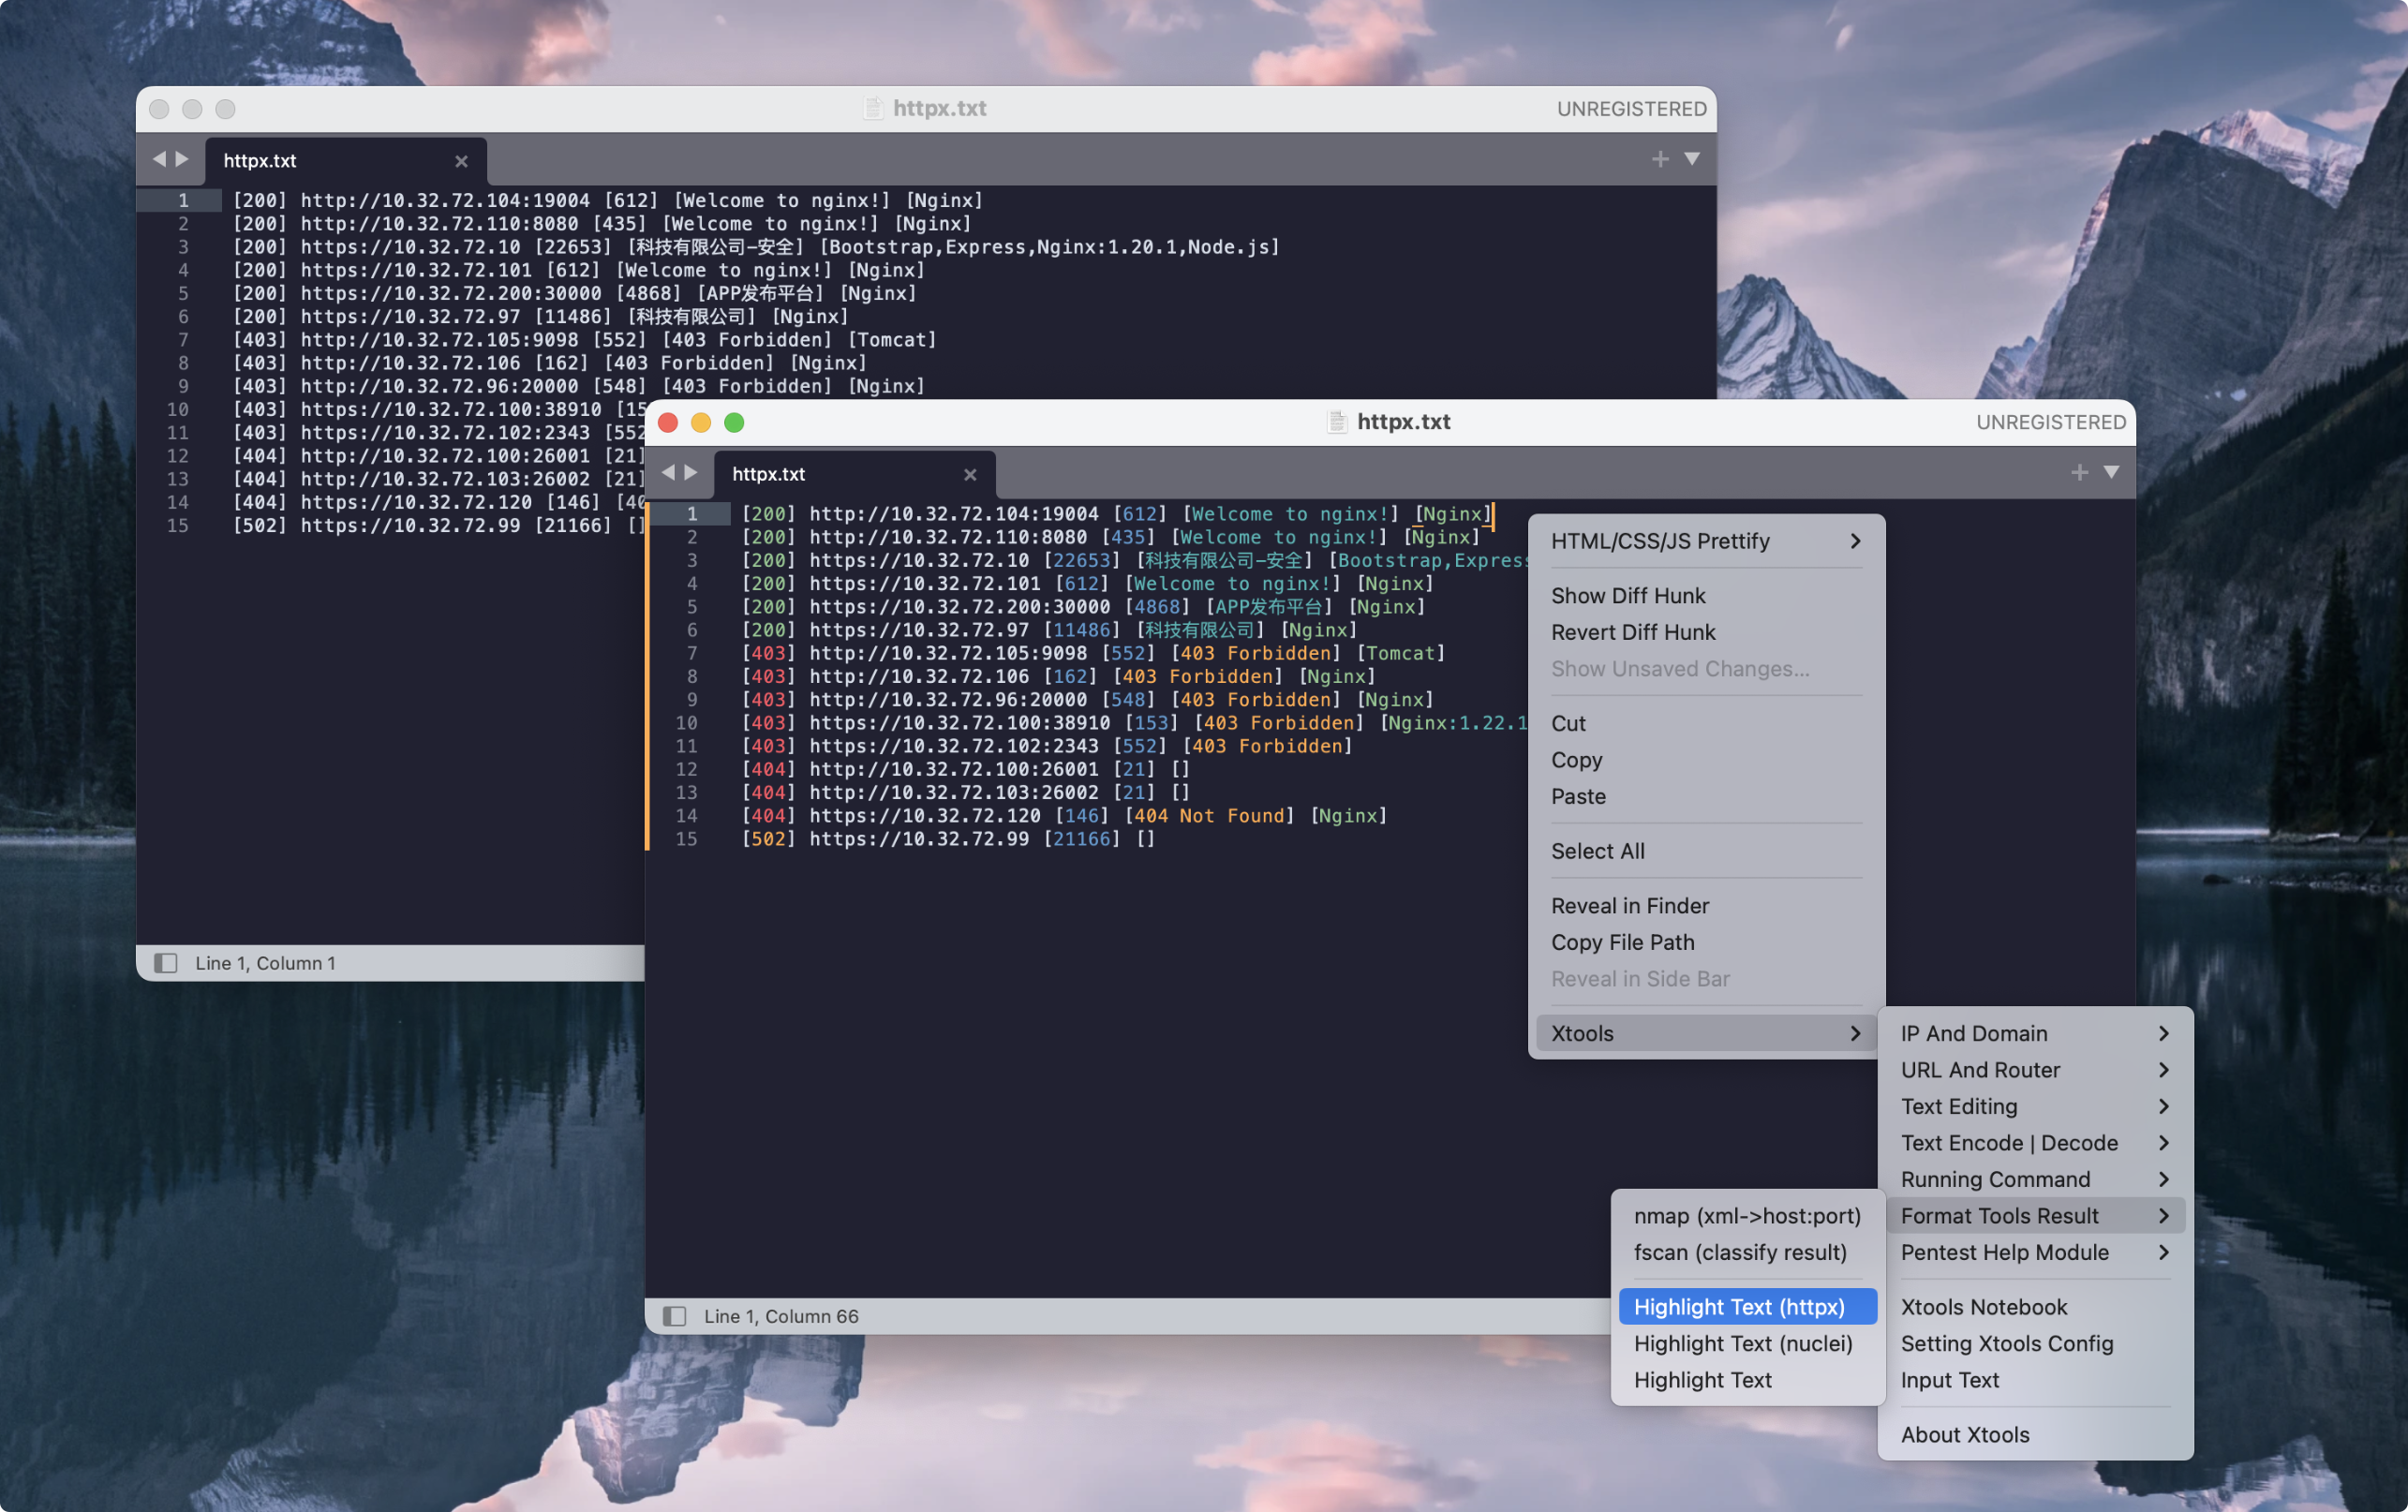 httpx.txt
UNREGISTERED
httpx.txt
1 [200] http://10.32.72.104:19004 [612] [Welcome to nginx!] [Nginx]
2 [200] http://10.32.72.110:8080 [435] [Welcome to nginx!] [Nginx]
3 [200] https://10.32.72.10 [22653] [科技有限公司-安全] [Bootstrap,Express,Nginx:1.20.1,Node.js]
4 [200] https://10.32.72.101 [612] [Welcome to nginx!] [Nginx]
5 [200] https://10.32.72.200:30000 [4868] [APP发布平台] [Nginx]
6 [200] https://10.32.72.97 [11486] [科技有限公司] [Nginx]
7 [403] http://10.32.72.105:9098 [552] [403 Forbidden] [Tomcat]
8 [403] http://10.32.72.106 [162] [403 Forbidden] [Nginx]
9 [403] http://10.32.72.96:20000 [548] [403 Forbidden] [Nginx]
10 [403] https://10.32.72.100:38910 [15
11 [403] https://10.32.72.102:2343 [552
12 [404] http://10.32.72.100:26001 [21]
13 [404] http://10.32.72.103:26002 [21]
14 [404] https://10.32.72.120 [146] [40
15 [502] https://10.32.72.99 [21166] []
Line 1, Column 1
httpx.txt
UNREGISTERED
httpx.txt
1 [200] http://10.32.72.104:19004 [612] [Welcome to nginx!] [Nginx]
2 [200] http://10.32.72.110:8080 [435] [Welcome to nginx!] [Nginx]
3 [200] https://10.32.72.10 [22653] [科技有限公司-安全] [Bootstrap,Express
4 [200] https://10.32.72.101 [612] [Welcome to nginx!] [Nginx]
5 [200] https://10.32.72.200:30000 [4868] [APP发布平台] [Nginx]
6 [200] https://10.32.72.97 [11486] [科技有限公司] [Nginx]
7 [403] http://10.32.72.105:9098 [552] [403 Forbidden] [Tomcat]
8 [403] http://10.32.72.106 [162] [403 Forbidden] [Nginx]
9 [403] http://10.32.72.96:20000 [548] [403 Forbidden] [Nginx]
10 [403] https://10.32.72.100:38910 [153] [403 Forbidden] [Nginx:1.22.1
11 [403] https://10.32.72.102:2343 [552] [403 Forbidden]
12 [404] http://10.32.72.100:26001 [21] []
13 [404] http://10.32.72.103:26002 [21] []
14 [404] https://10.32.72.120 [146] [404 Not Found] [Nginx]
15 [502] https://10.32.72.99 [21166] []
Line 1, Column 66
HTML/CSS/JS Prettify
Show Diff Hunk
Revert Diff Hunk
Show Unsaved Changes...
Cut
Copy
Paste
Select All
Reveal in Finder
Copy File Path
Reveal in Side Bar
Xtools
IP And Domain
URL And Router
Text Editing
Text Encode | Decode
Running Command
Format Tools Result
Pentest Help Module
Xtools Notebook
Setting Xtools Config
Input Text
About Xtools
nmap (xml->host:port)
fscan (classify result)
Highlight Text (httpx)
Highlight Text (nuclei)
Highlight Text